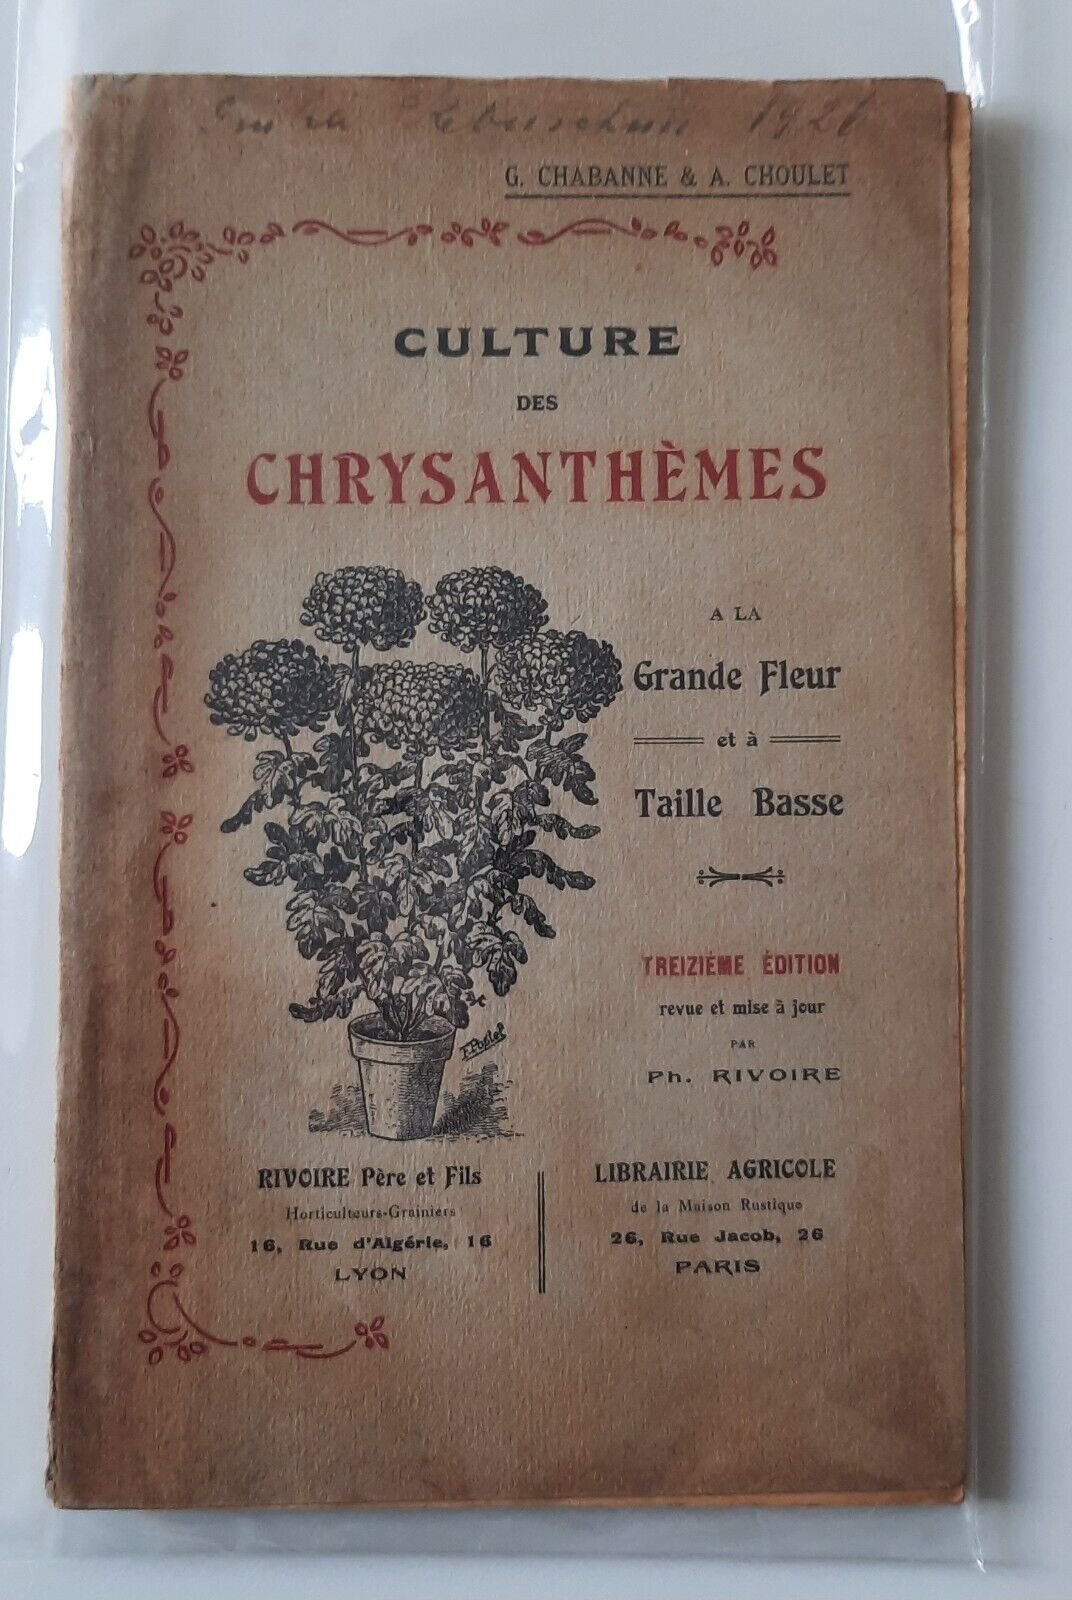 1926
G. CHABANNE & A. CHOULET
CULTURE
DES
CHRYSANTHÈMES
A LA
Grande Fleur
et à
Taille Basse
TREIZIÈME ÉDITION
revue et mise à jour
PAR
Ph. RIVOIRE
F. Postel
RIVOIRE Père et Fils
Horticulteurs-Grainiers
16, Rue d'Algérie, 16
LYON
LIBRAIRIE AGRICOLE
de la Maison Rustique
26, Rue Jacob, 26
PARIS